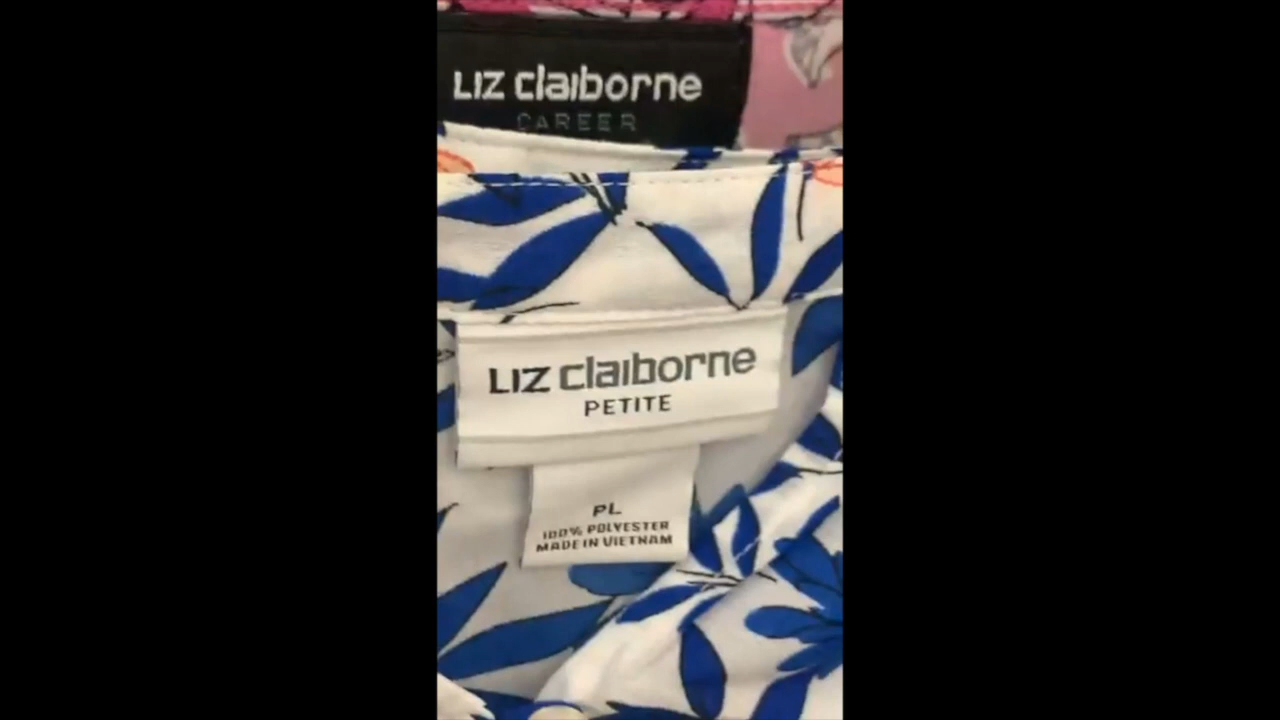 LIZ claiborne
CAREER
LIZ claiborne
PETITE
PL
100% POLYESTER
MADE IN VIETNAM